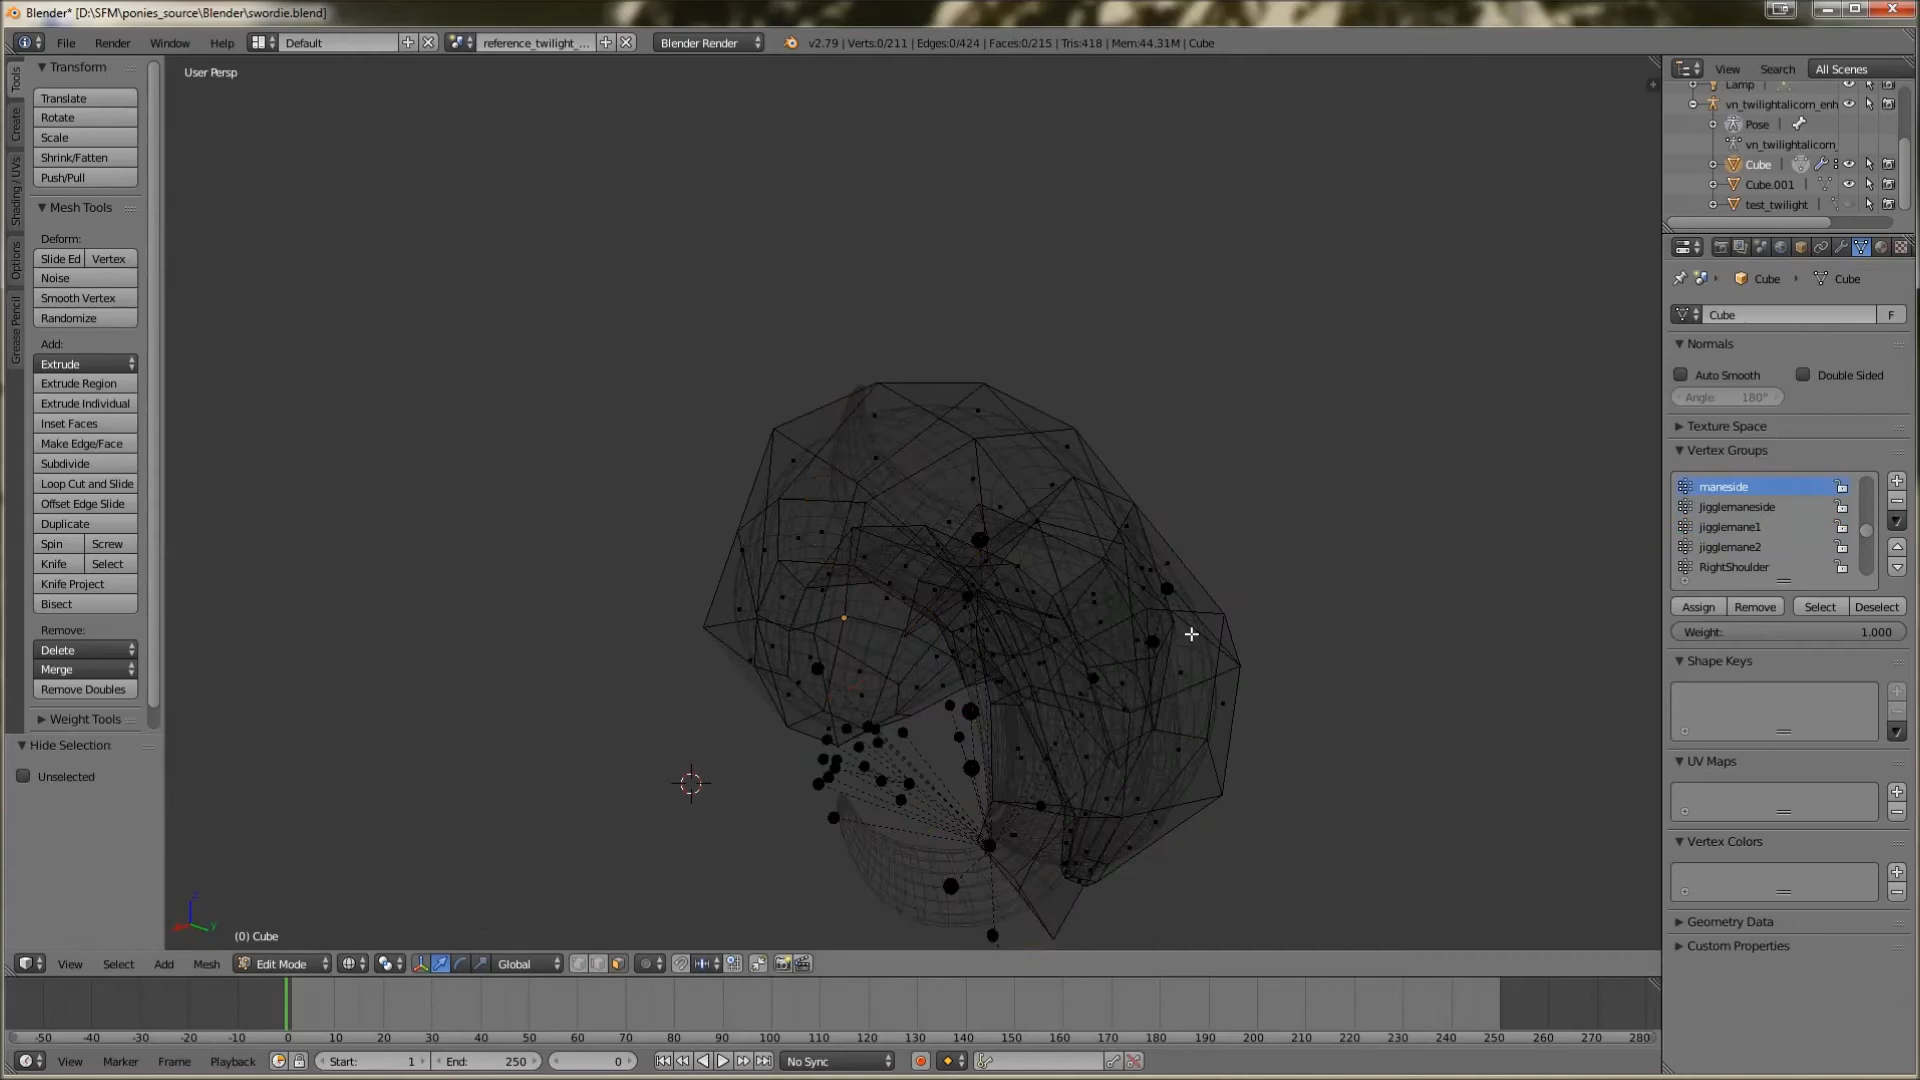 Blender* [D:\SFM\ponies_source\Blender\swordie.blend]
File Render Window Help Default reference_twilight_... Blender Render v2.79 | Verts:0/211 | Edges:0/424 | Faces:0/215 | Tris:418 | Mem:44.31M | Cube
Tools
Create
Shading / UVs
Options
Grease Pencil
Transform
Translate
Rotate
Scale
Shrink/Fatten
Push/Pull
Mesh Tools
Deform:
Slide Ed Vertex
Noise
Smooth Vertex
Randomize
Add:
Extrude
Extrude Region
Extrude Individual
Inset Faces
Make Edge/Face
Subdivide
Loop Cut and Slide
Offset Edge Slide
Duplicate
Spin Screw
Knife Select
Knife Project
Bisect
Remove:
Delete
Merge
Remove Doubles
Weight Tools
Hide Selection
Unselected
User Persp
z
y
(0) Cube
View Search All Scenes
Lamp
vn_twilightalicorn_enh
Pose
vn_twilightalicorn_
Cube
Cube.001
test_twilight
Cube Cube
Cube F
Normals
Auto Smooth Double Sided
Angle: 180°
Texture Space
Vertex Groups
maneside
Jigglemaneside
jigglemane1
jigglemane2
RightShoulder
Assign Remove Select Deselect
Weight: 1.000
Shape Keys
UV Maps
Vertex Colors
Geometry Data
Custom Properties
View Select Add Mesh Edit Mode Global
-50 -40 -30 -20 -10 0 10 20 30 40 50 60 70 80 90 100 110 120 130 140 150 160 170 180 190 200 210 220 230 240 250 260 270 280
View Marker Frame Playback Start: 1 End: 250 0 No Sync